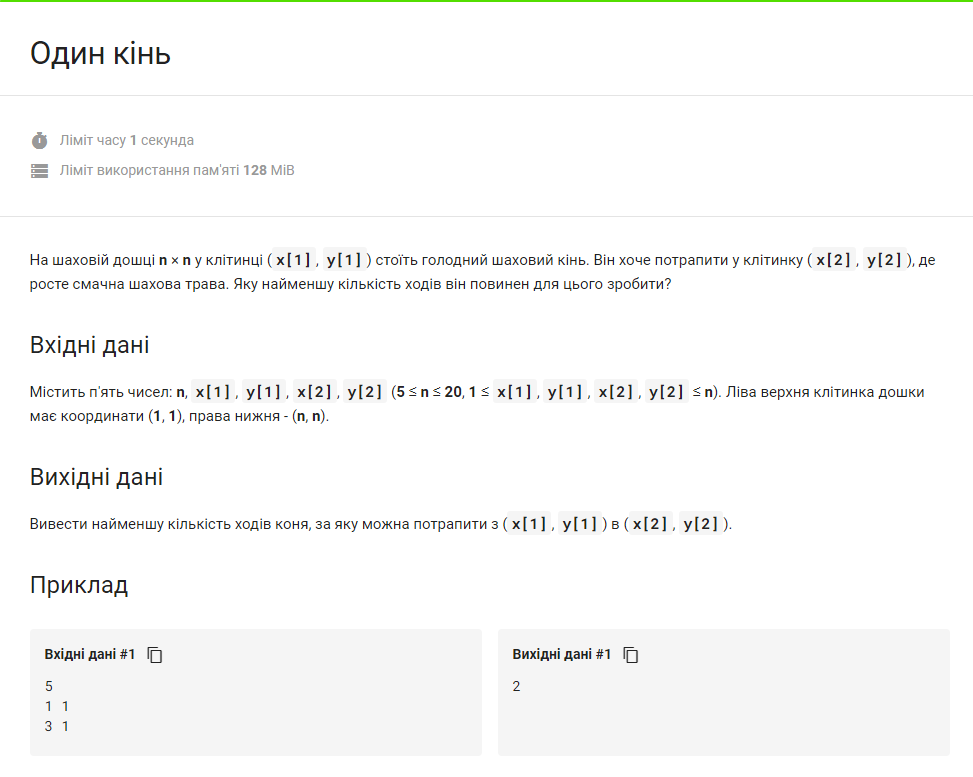 Один кінь
Ліміт часу 1 секунда
Ліміт використання пам'яті 128 MiB
На шаховій дошці n × n у клітинці ( x[1] , y[1] ) стоїть голодний шаховий кінь. Він хоче потрапити у клітинку ( x[2] , y[2] ), де
росте смачна шахова трава. Яку найменшу кількість ходів він повинен для цього зробити?
Вхідні дані
Містить п'ять чисел: n, x[1] , y[1] , x[2] , y[2] (5 ≤ n ≤ 20, 1 ≤ x[1] , y[1] , x[2] , y[2] ≤ n). Ліва верхня клітинка дошки
має координати (1, 1), права нижня - (n, n).
Вихідні дані
Вивести найменшу кількість ходів коня, за яку можна потрапити з ( x[1] , y[1] ) в ( x[2] , y[2] ).
Приклад
Вхідні дані #1
5
1 1
3 1
Вихідні дані #1
2